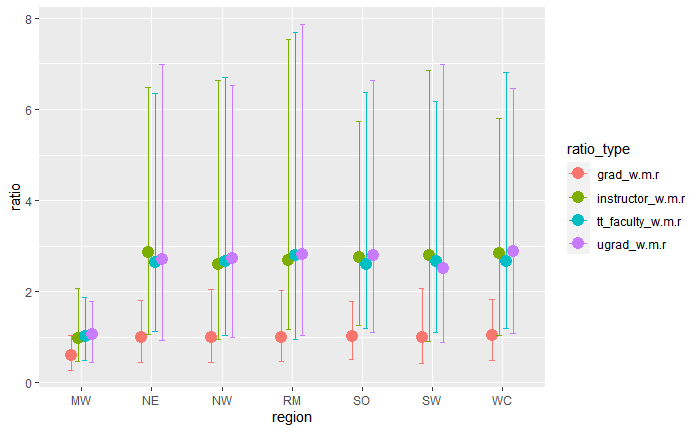 8
6
4
2
0
ratio
MW NE NW RM SO SW WC
region
ratio_type
grad_w.m.r
instructor_w.m.r
tt_faculty_w.m.r
ugrad_w.m.r